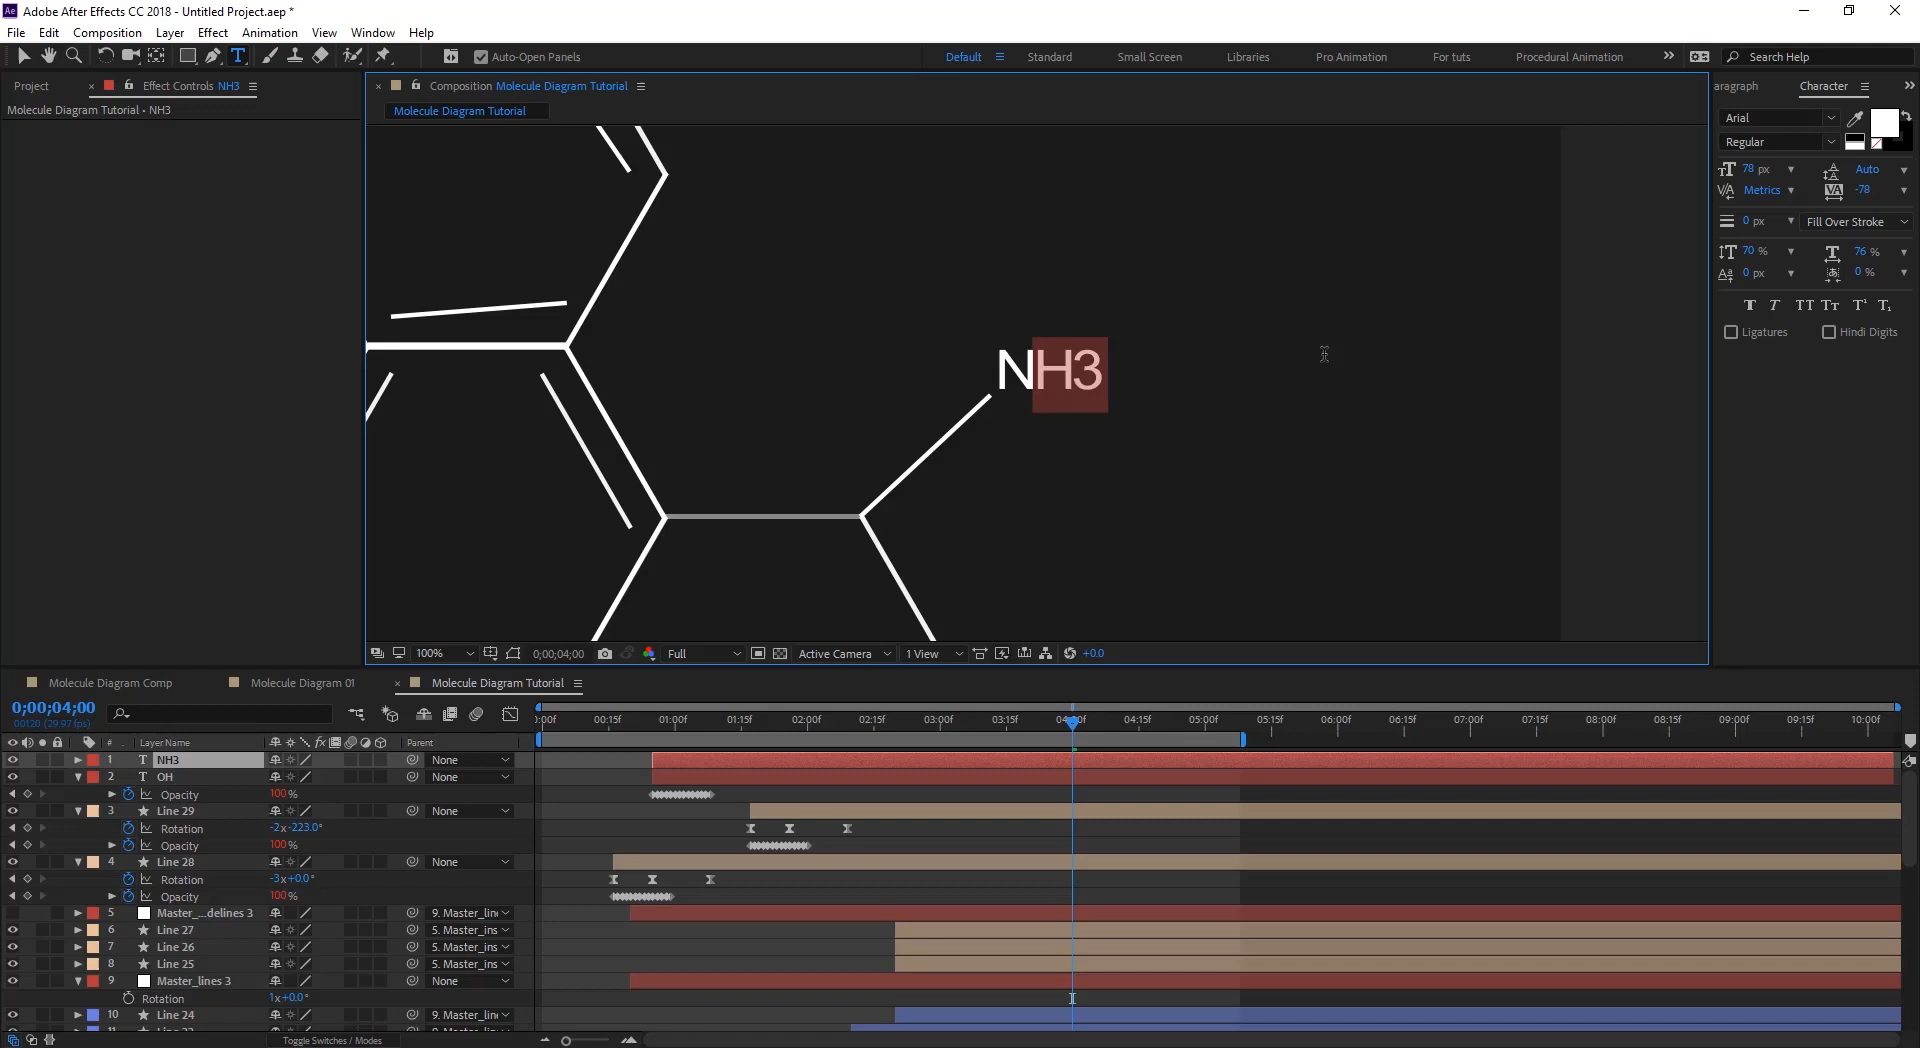 Ae Adobe After Effects CC 2018 - Untitled Project.aep *
File Edit Composition Layer Effect Animation View Window Help
T Auto-Open Panels Default Standard Small Screen Libraries Pro Animation For tuts Procedural Animation Search Help
Project Effect Controls NH3
Molecule Diagram Tutorial • NH3
Composition Molecule Diagram Tutorial
Molecule Diagram Tutorial
aragraph Character
Arial
Regular
78 px Auto
Metrics -78
0 px Fill Over Stroke
70 % 76 %
0 px 0 %
T T TT Tr T¹ T₁
Ligatures Hindi Digits
NH3
100% 0;00;04;00 Full Active Camera 1 View +0.0
Molecule Diagram Comp Molecule Diagram 01 Molecule Diagram Tutorial
0;00;04;00
00120 (29.97 fps)
:00f 00:15f 01:00f 01:15f 02:00f 02:15f 03:00f 03:15f 04:00f 04:15f 05:00f 05:15f 06:00f 06:15f 07:00f 07:15f 08:00f 08:15f 09:00f 09:15f 10:00f
# Layer Name fx Parent
1 T NH3 None
2 T OH None
Opacity 100 %
3 Line 29 None
Rotation -2x-223.0°
Opacity 100 %
4 Line 28 None
Rotation -3x+0.0°
Opacity 100 %
5 Master_...delines 3 9. Master_line
6 Line 27 5. Master_ins
7 Line 26 5. Master_ins
8 Line 25 5. Master_ins
9 Master_lines 3 None
Rotation 1x+0.0°
10 Line 24 9. Master_line
Toggle Switches / Modes